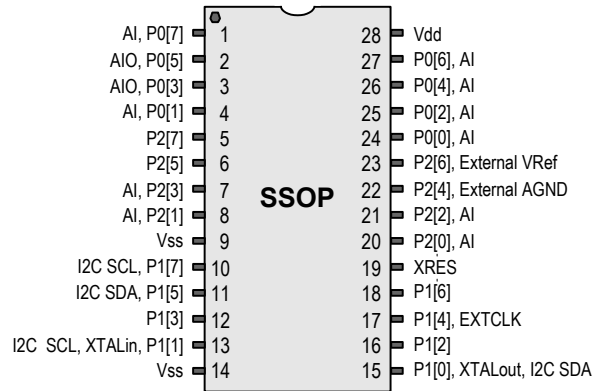 AI, P0[7] 1 28 Vdd
AIO, P0[5] 2 27 P0[6], AI
AIO, P0[3] 3 26 P0[4], AI
AI, P0[1] 4 25 P0[2], AI
P2[7] 5 24 P0[0], AI
P2[5] 6 23 P2[6], External VRef
SSOP
AI, P2[3] 7 22 P2[4], External AGND
AI, P2[1] 8 21 P2[2], AI
Vss 9 20 P2[0], AI
I2C SCL, P1[7] 10 19 XRES
I2C SDA, P1[5] 11 18 P1[6]
P1[3] 12 17 P1[4], EXTCLK
I2C SCL, XTALin, P1[1] 13 16 P1[2]
Vss 14 15 P1[0], XTALout, I2C SDA